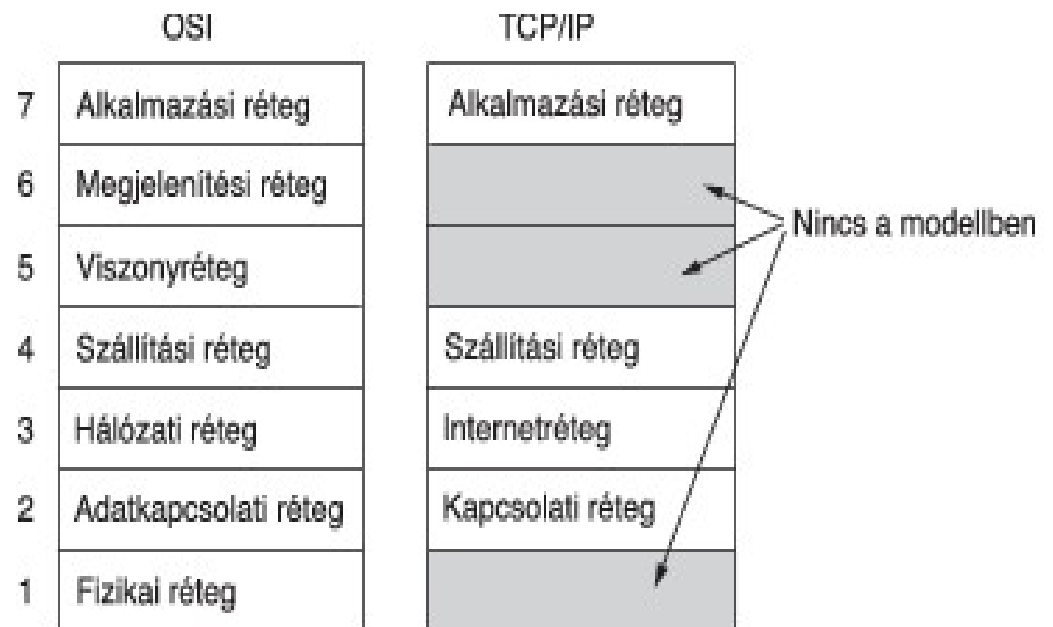 OSI TCP/IP
7 Alkalmazási réteg Alkalmazási réteg
6 Megjelenítési réteg
Nincs a modellben
5 Viszonyréteg
4 Szállítási réteg Szállítási réteg
3 Hálózati réteg Internetréteg
2 Adatkapcsolati réteg Kapcsolati réteg
1 Fizikai réteg